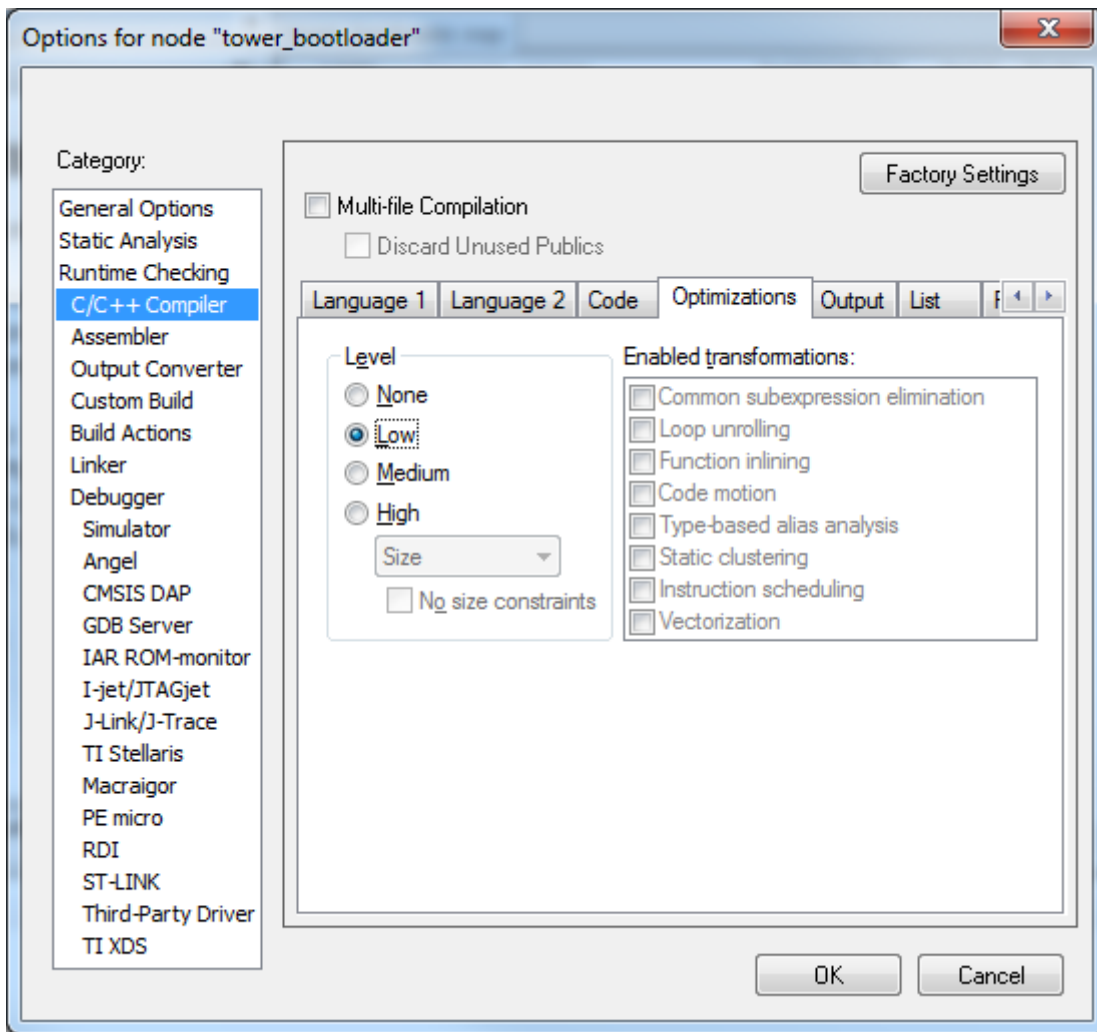 Options for node "tower_bootloader"
Category:
General Options
Static Analysis
Runtime Checking
C/C++ Compiler
Assembler
Output Converter
Custom Build
Build Actions
Linker
Debugger
Simulator
Angel
CMSIS DAP
GDB Server
IAR ROM-monitor
I-jet/JTAGjet
J-Link/J-Trace
TI Stellaris
Macraigor
PE micro
RDI
ST-LINK
Third-Party Driver
TI XDS
Factory Settings
Multi-file Compilation
Discard Unused Publics
Language 1 Language 2 Code Optimizations Output List
Level
None
Low
Medium
High
Size
No size constraints
Enabled transformations:
Common subexpression elimination
Loop unrolling
Function inlining
Code motion
Type-based alias analysis
Static clustering
Instruction scheduling
Vectorization
OK Cancel